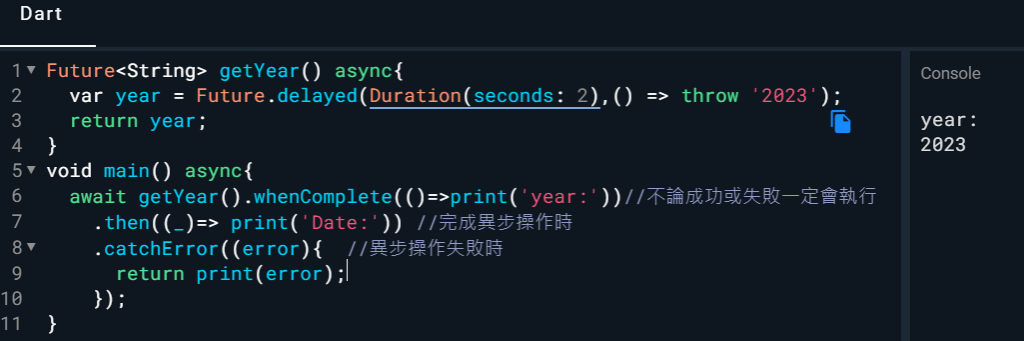 Dart
1 Future<String> getYear() async{
2   var year = Future.delayed(Duration(seconds: 2),() => throw '2023');
3   return year;
4 }
5 void main() async{
6   await getYear().whenComplete(()=>print('year:'))//不論成功或失敗一定會執行
7     .then((_)=> print('Date:')) //完成異步操作時
8     .catchError((error){  //異步操作失敗時
9       return print(error);
10     });
11 }
Console
year:
2023